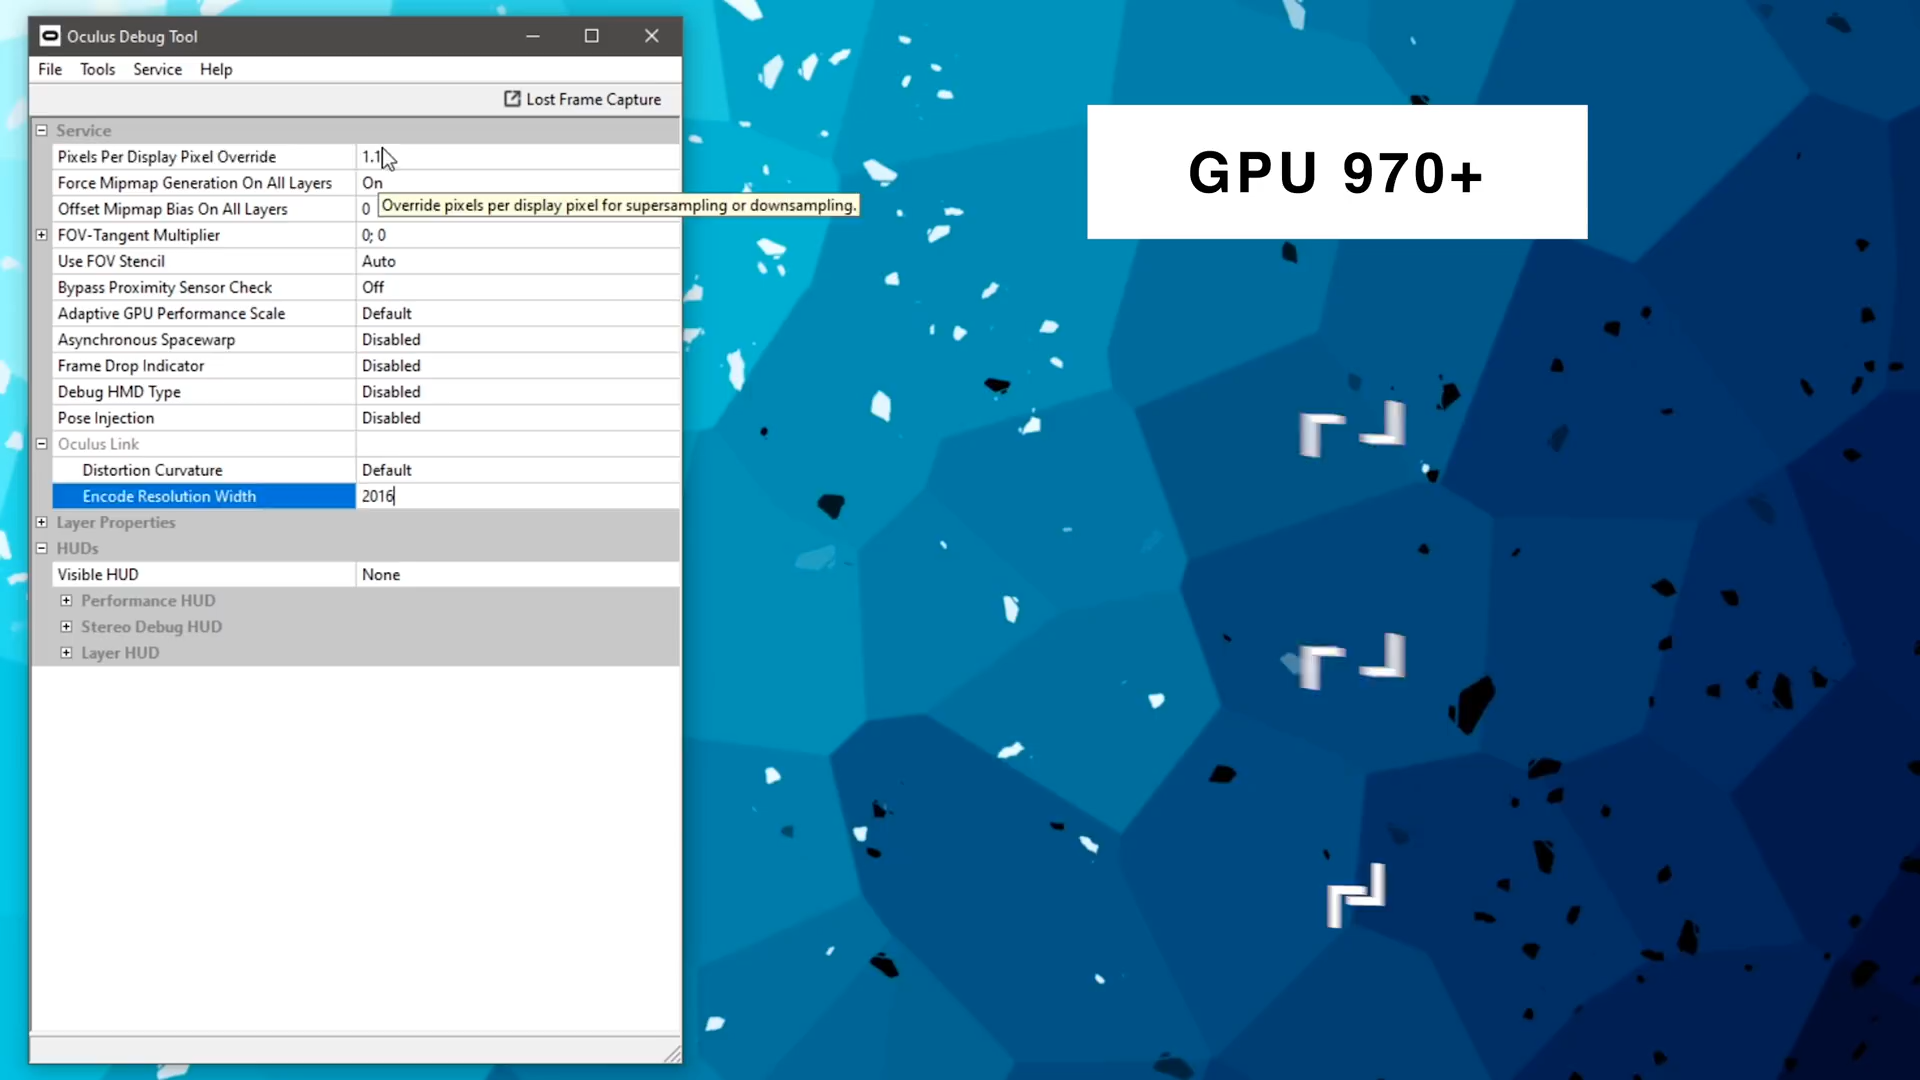 Oculus Debug Tool
File Tools Service Help
Lost Frame Capture
Service
Pixels Per Display Pixel Override 1.1
Force Mipmap Generation On All Layers On
Override pixels per display pixel for supersampling or downsampling.
Offset Mipmap Bias On All Layers 0
FOV-Tangent Multiplier 0; 0
Use FOV Stencil Auto
Bypass Proximity Sensor Check Off
Adaptive GPU Performance Scale Default
Asynchronous Spacewarp Disabled
Frame Drop Indicator Disabled
Debug HMD Type Disabled
Pose Injection Disabled
Oculus Link
Distortion Curvature Default
Encode Resolution Width 2016
Layer Properties
HUDs
Visible HUD None
Performance HUD
Stereo Debug HUD
Layer HUD
GPU 970+